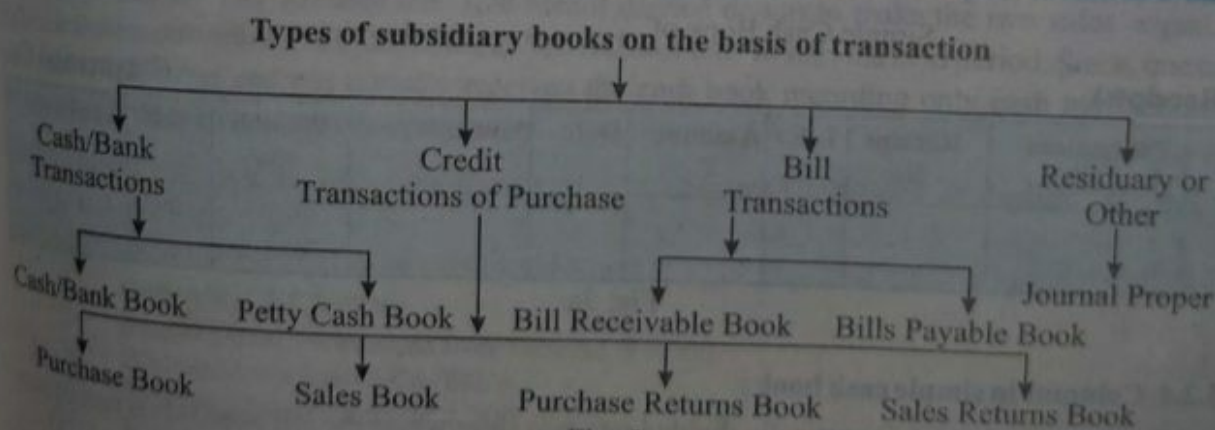 Types of subsidiary books on the basis of transaction
Cash/Bank
Transactions
Credit
Transactions of Purchase
Bill
Transactions
Residuary or
Other
Cash/Bank Book
Petty Cash Book
Bill Receivable Book
Bills Payable Book
Journal Proper
Purchase Book
Sales Book
Purchase Returns Book
Sales Returns Book